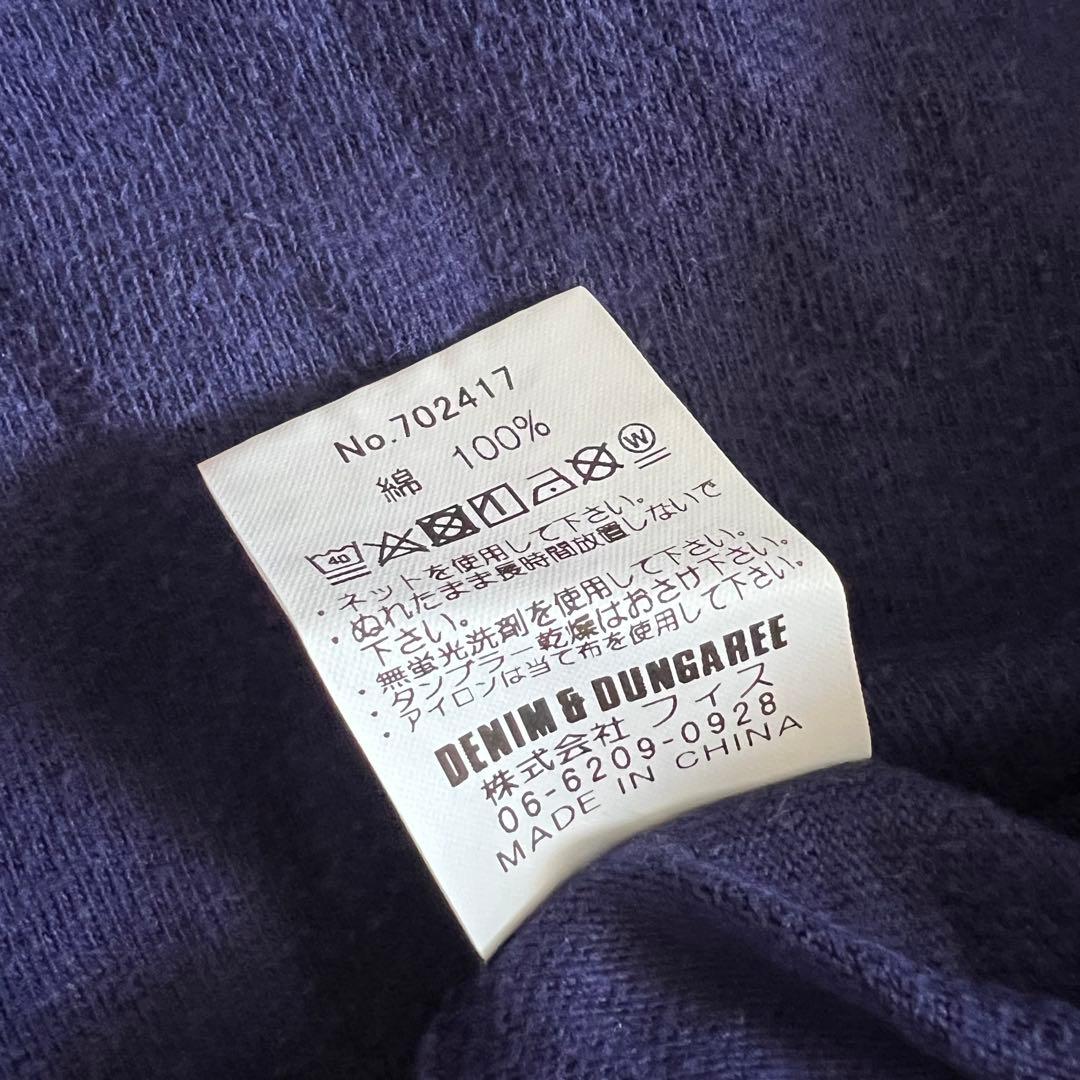 No.702417
綿 100%
40 W
・ネットを使用して下さい。
・ぬれたまま長時間放置しないで
下さい。
・無蛍光洗剤を使用して下さい。
・タンブラー乾燥はおさけ下さい。
・アイロンは当て布を使用して下さい。
DENIM & DUNGAREE
株式会社 フィス
06-6209-0928
MADE IN CHINA